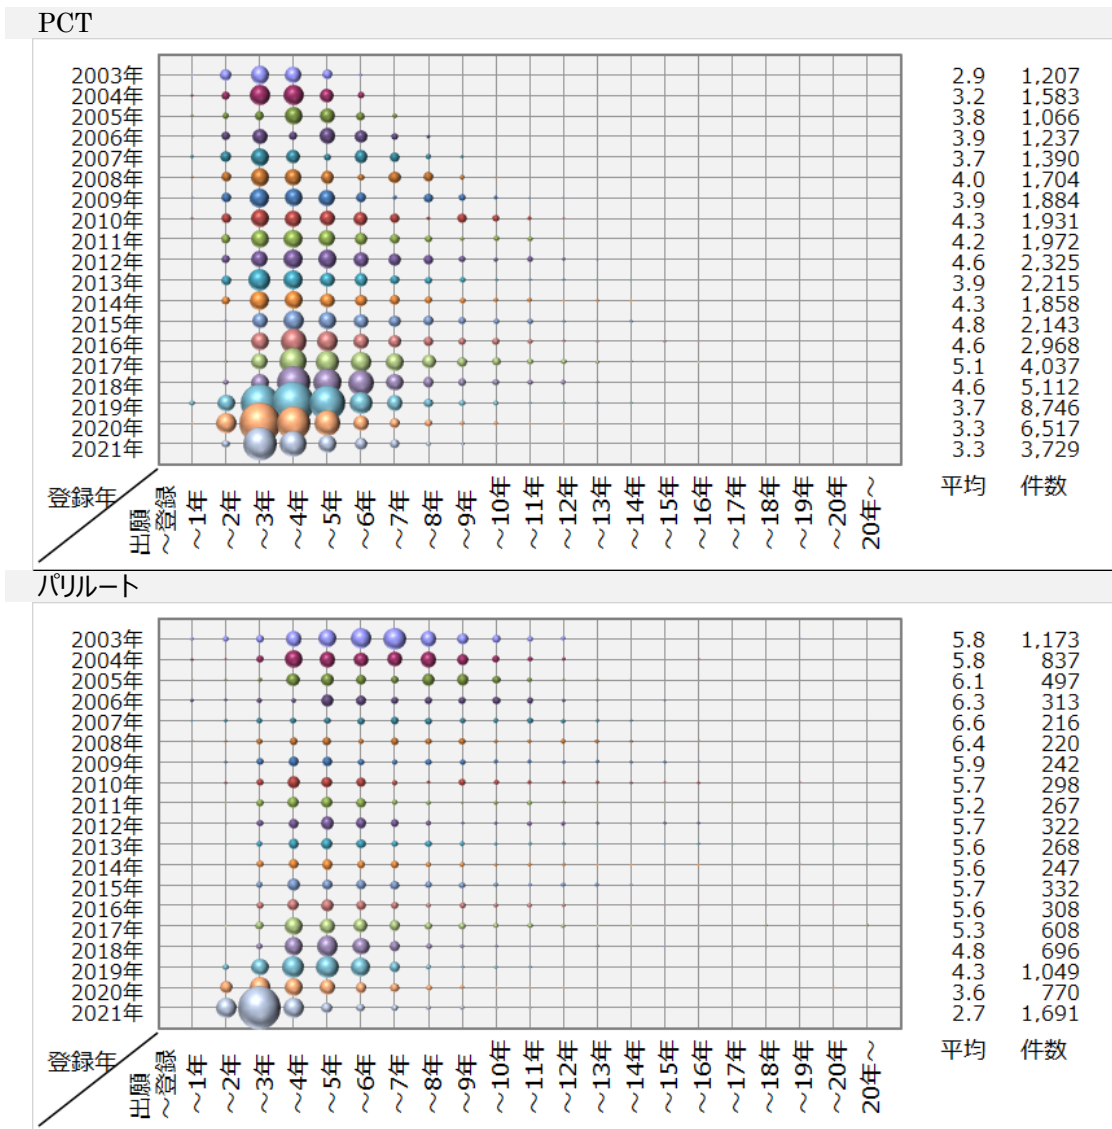 PCT
2003年 2.9 1,207
2004年 3.2 1,583
2005年 3.8 1,066
2006年 3.9 1,237
2007年 3.7 1,390
2008年 4.0 1,704
2009年 3.9 1,884
2010年 4.3 1,931
2011年 4.2 1,972
2012年 4.6 2,325
2013年 3.9 2,215
2014年 4.3 1,858
2015年 4.8 2,143
2016年 4.6 2,968
2017年 5.1 4,037
2018年 4.6 5,112
2019年 3.7 8,746
2020年 3.3 6,517
2021年 3.3 3,729
登録年 出願～登録 ～1年 ～2年 ～3年 ～4年 ～5年 ～6年 ～7年 ～8年 ～9年 ～10年 ～11年 ～12年 ～13年 ～14年 ～15年 ～16年 ～17年 ～18年 ～19年 ～20年 20年～ 平均 件数
パリルート
2003年 5.8 1,173
2004年 5.8 837
2005年 6.1 497
2006年 6.3 313
2007年 6.6 216
2008年 6.4 220
2009年 5.9 242
2010年 5.7 298
2011年 5.2 267
2012年 5.7 322
2013年 5.6 268
2014年 5.6 247
2015年 5.7 332
2016年 5.6 308
2017年 5.3 608
2018年 4.8 696
2019年 4.3 1,049
2020年 3.6 770
2021年 2.7 1,691
登録年 出願～登録 ～1年 ～2年 ～3年 ～4年 ～5年 ～6年 ～7年 ～8年 ～9年 ～10年 ～11年 ～12年 ～13年 ～14年 ～15年 ～16年 ～17年 ～18年 ～19年 ～20年 20年～ 平均 件数